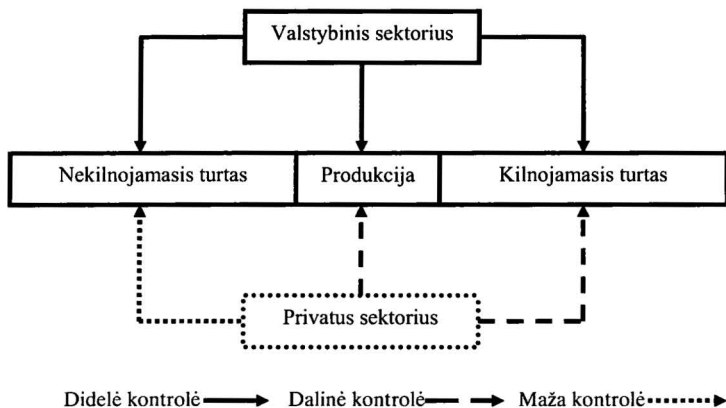 Valstybinis sektorius
Nekilnojamasis turtas Produkcija Kilnojamasis turtas
Privatus sektorius
Didelė kontrolė Dalinė kontrolė Maža kontrolė